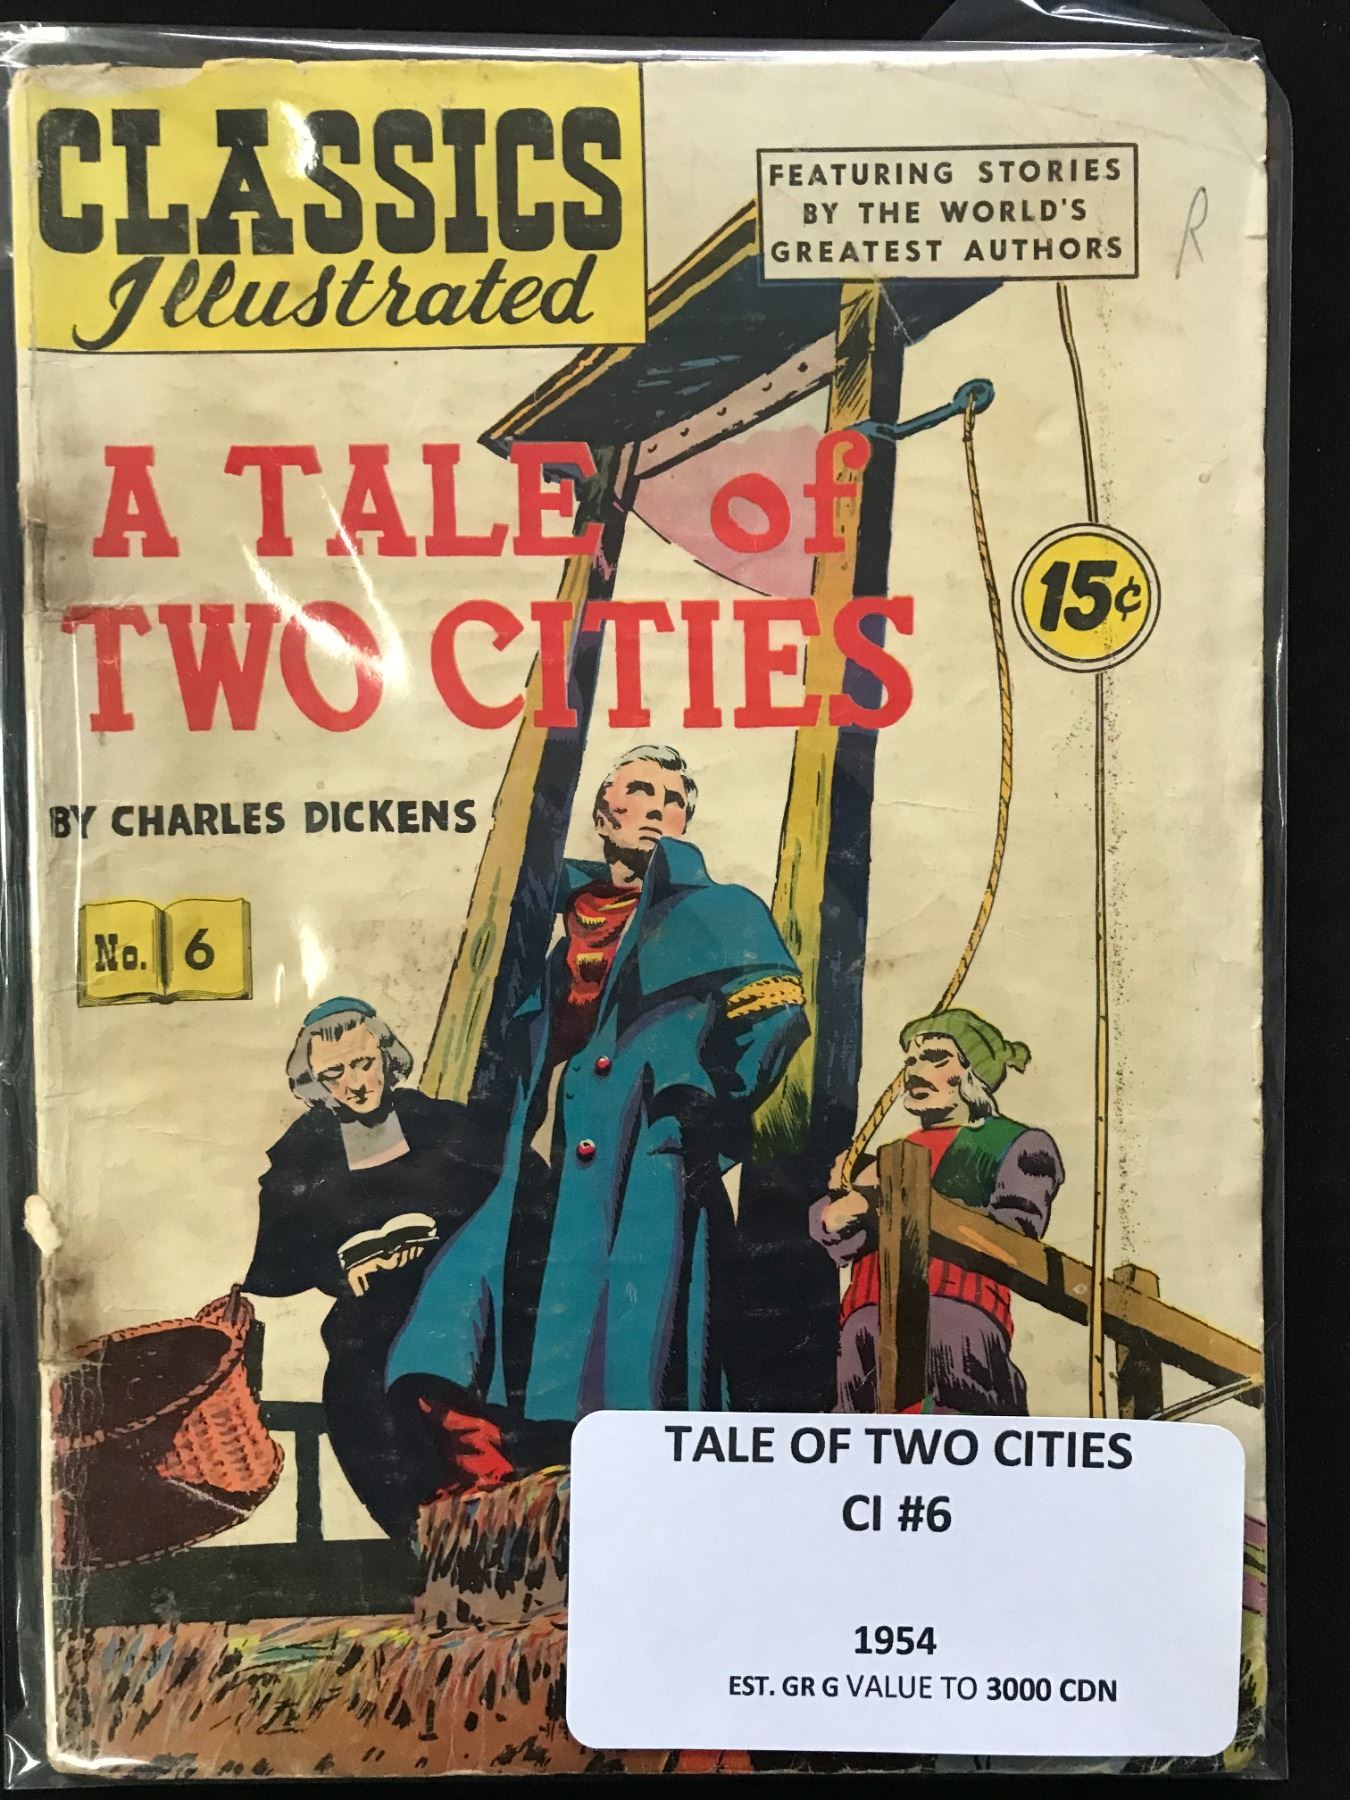 CLASSICS
Illustrated
FEATURING STORIES
BY THE WORLD'S
GREATEST AUTHORS
R
A TALE of
TWO CITIES
15¢
BY CHARLES DICKENS
No. 6
TALE OF TWO CITIES
CI #6
1954
EST. GR G VALUE TO 3000 CDN